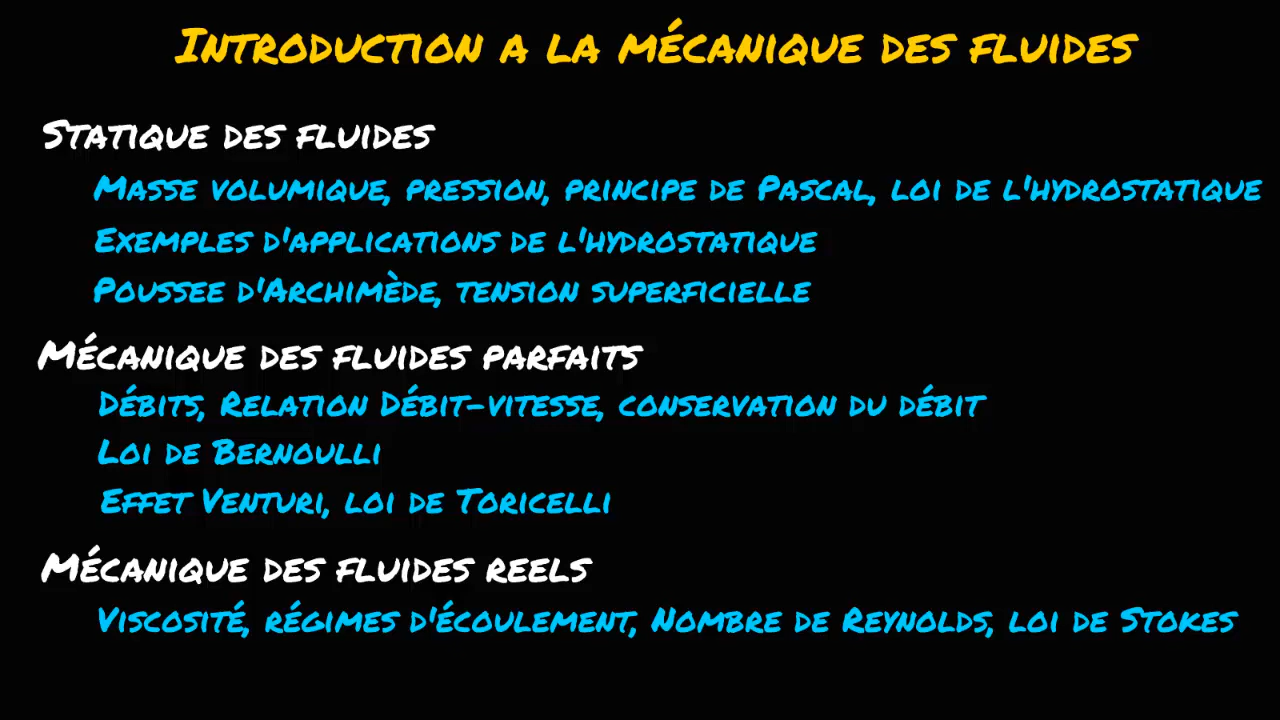 Introduction a la mécanique des fluides
Statique des fluides
Masse volumique, pression, principe de Pascal, loi de l'hydrostatique
Exemples d'applications de l'hydrostatique
Poussee d'Archimède, tension superficielle
Mécanique des fluides parfaits
Débits, Relation Débit-vitesse, conservation du débit
Loi de Bernoulli
Effet Venturi, loi de Toricelli
Mécanique des fluides reels
Viscosité, régimes d'écoulement, Nombre de Reynolds, loi de Stokes